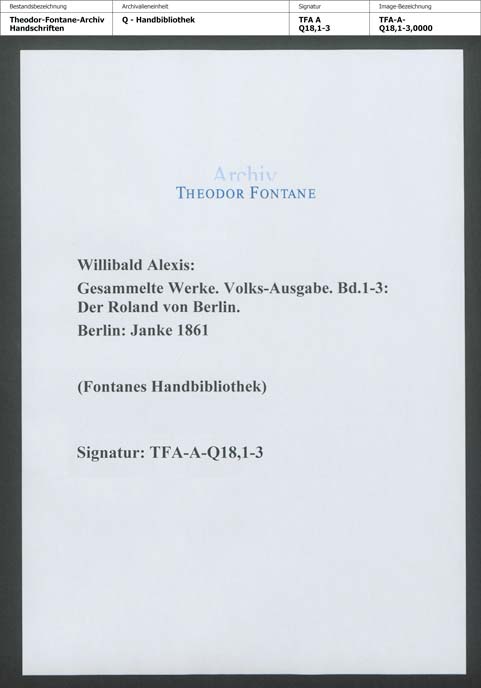 Bestandsbezeichnung
Archivalieneinheit
Signatur
Image-Bezeichnung
Theodor-Fontane-Archiv
Handschriften
Q - Handbibliothek
TFA A
Q18,1-3
TFA-A-
Q18,1-3,0000
Archiv
THEODOR FONTANE
Willibald Alexis:
Gesammelte Werke. Volks-Ausgabe. Bd.1-3:
Der Roland von Berlin.
Berlin: Janke 1861
(Fontanes Handbibliothek)
Signatur: TFA-A-Q18,1-3